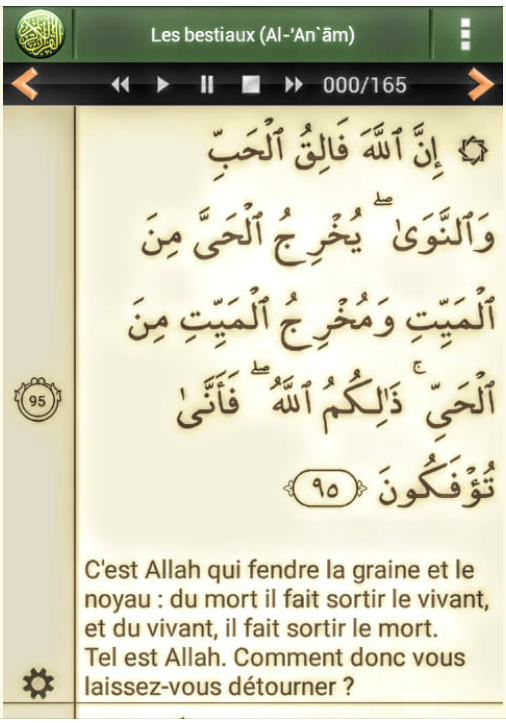 Les bestiaux (Al-'An`ām)
000/165
۞ إِنَّ ٱللَّهَ فَالِقُ ٱلْحَبِّ
وَٱلنَّوَىٰ ۖ يُخْرِجُ ٱلْحَىَّ مِنَ
ٱلْمَيِّتِ وَمُخْرِجُ ٱلْمَيِّتِ مِنَ
ٱلْحَىِّ ۚ ذَٰلِكُمُ ٱللَّهُ ۖ فَأَنَّىٰ
تُؤْفَكُونَ ٩٥
95
C'est Allah qui fendre la graine et le
noyau : du mort il fait sortir le vivant,
et du vivant, il fait sortir le mort.
Tel est Allah. Comment donc vous
laissez-vous détourner ?